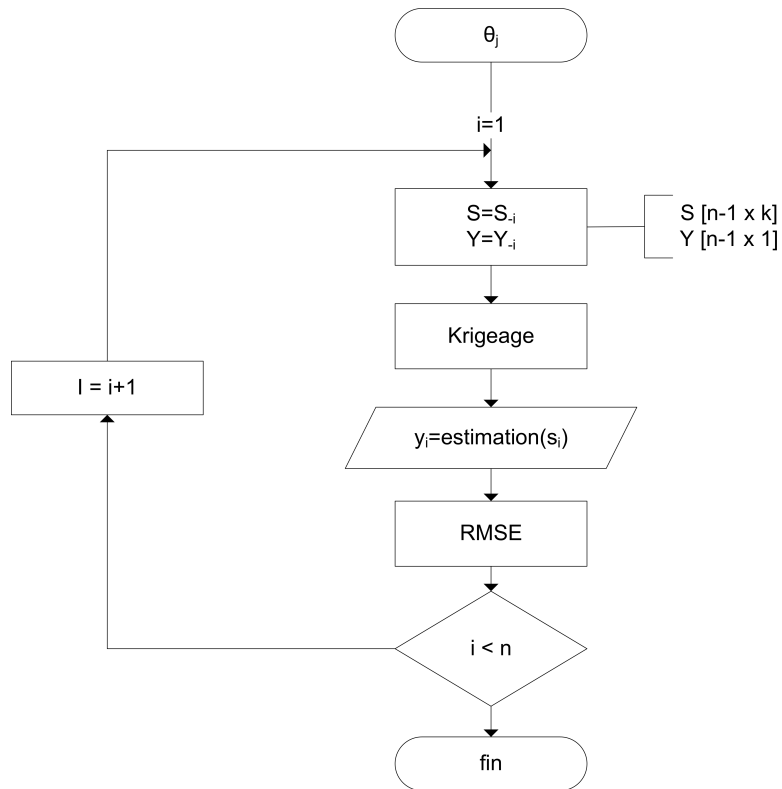 θj
i=1
S=S-i
Y=Y-i
S [n-1 x k]
Y [n-1 x 1]
Krigeage
I = i+1
yi=estimation(si)
RMSE
i < n
fin